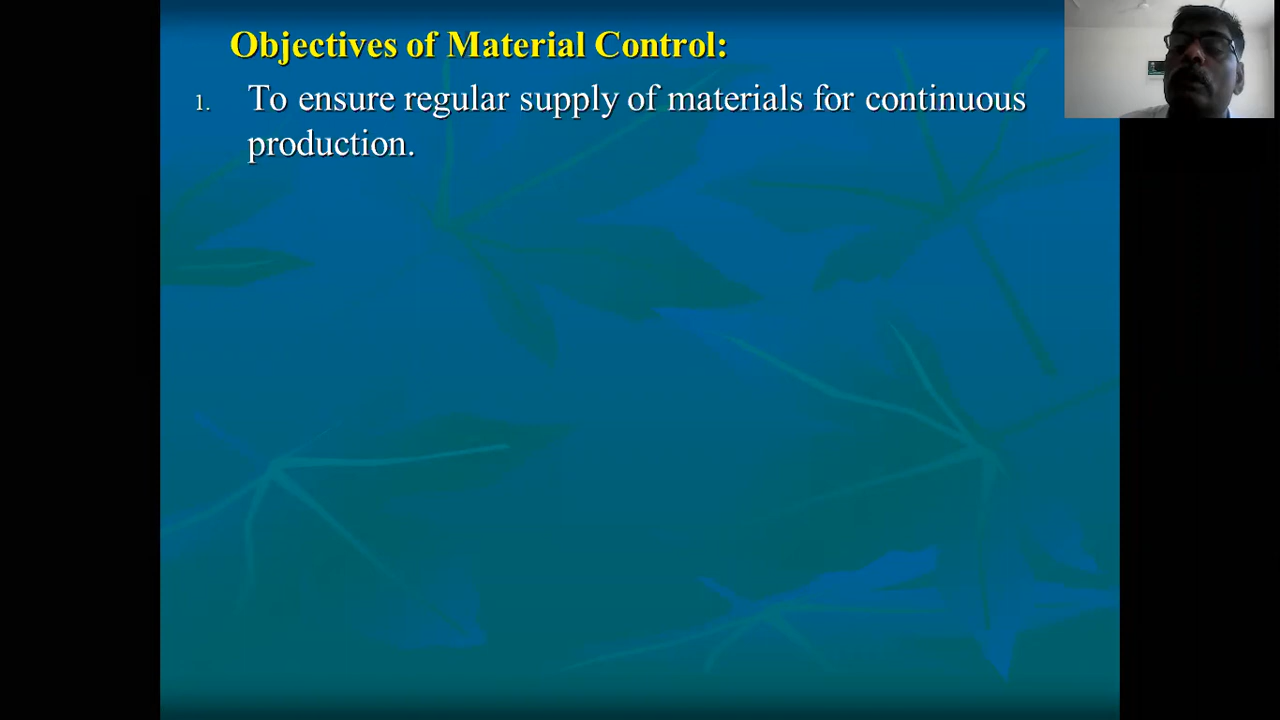 Objectives of Material Control:
1. To ensure regular supply of materials for continuous
production.